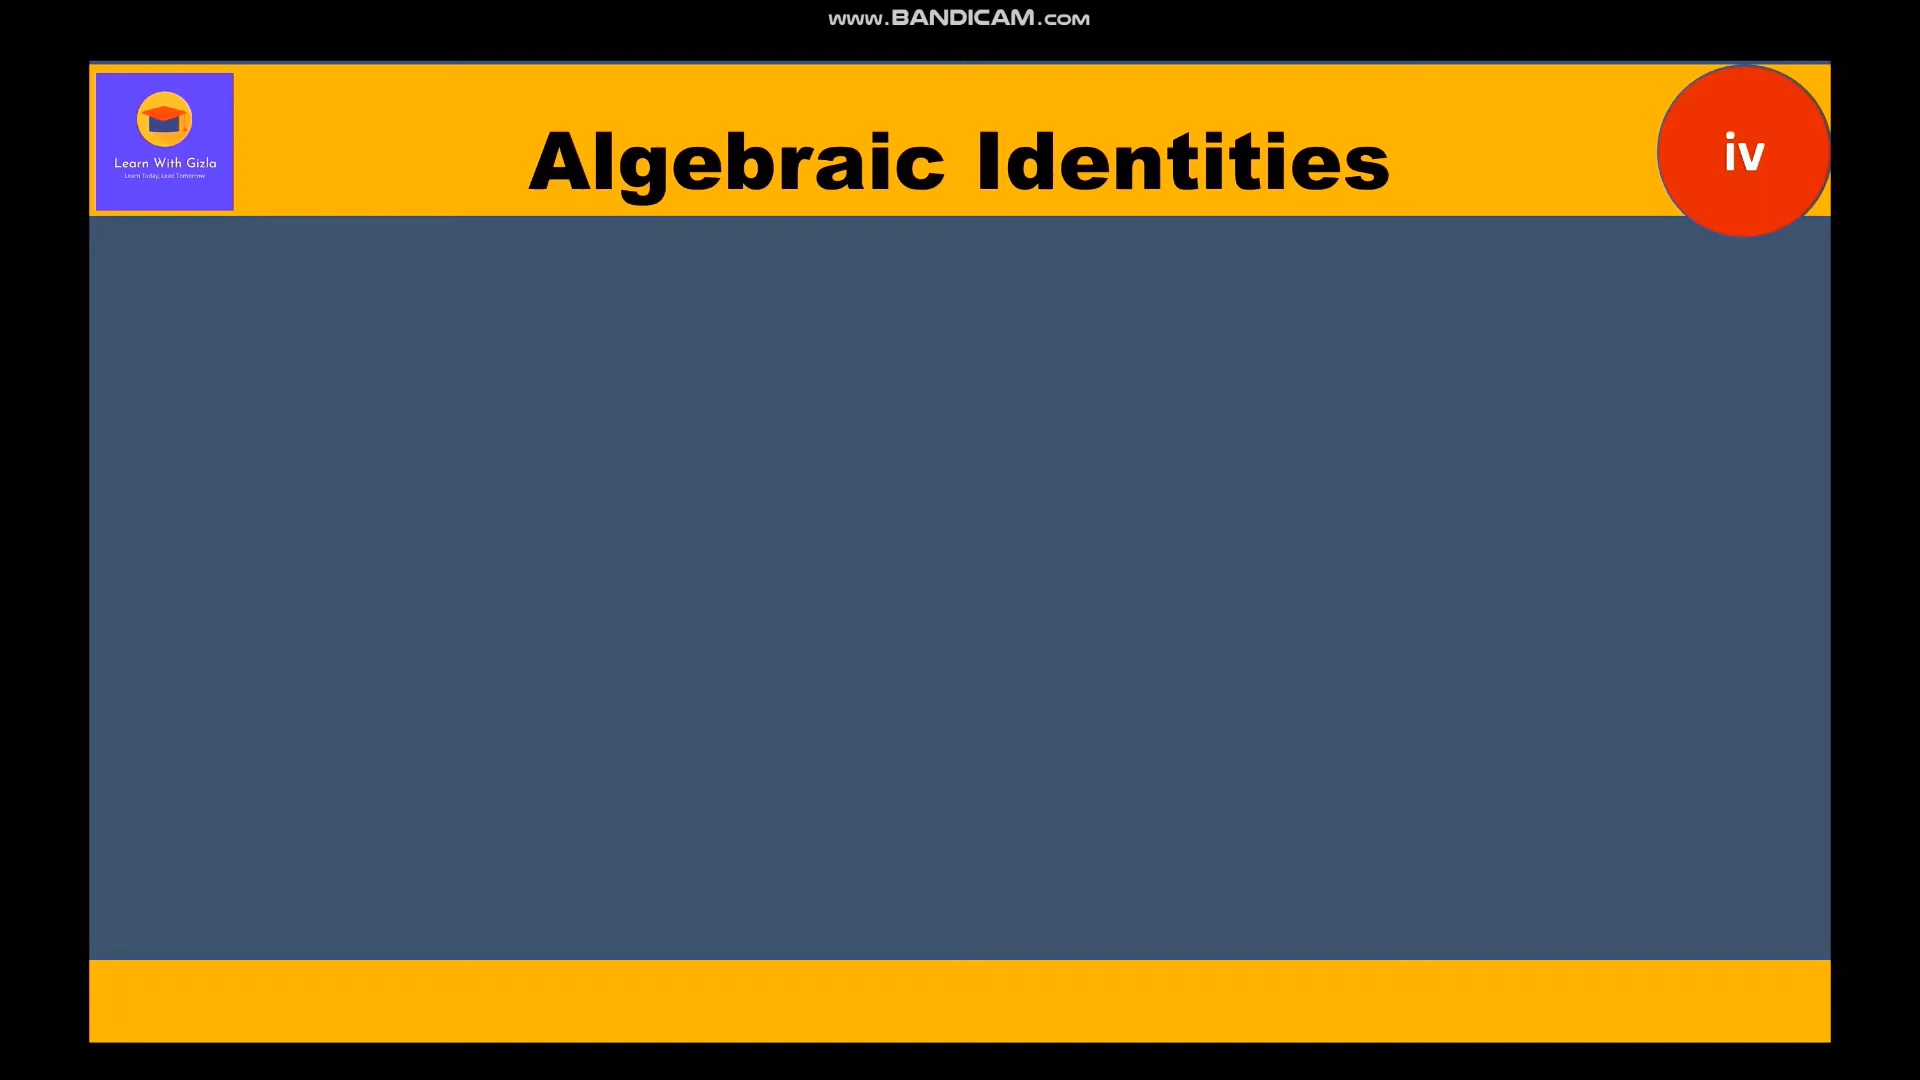 www.BANDICAM.com
Learn With Gizla
Learn Today, Lead Tomorrow
Algebraic Identities
iv